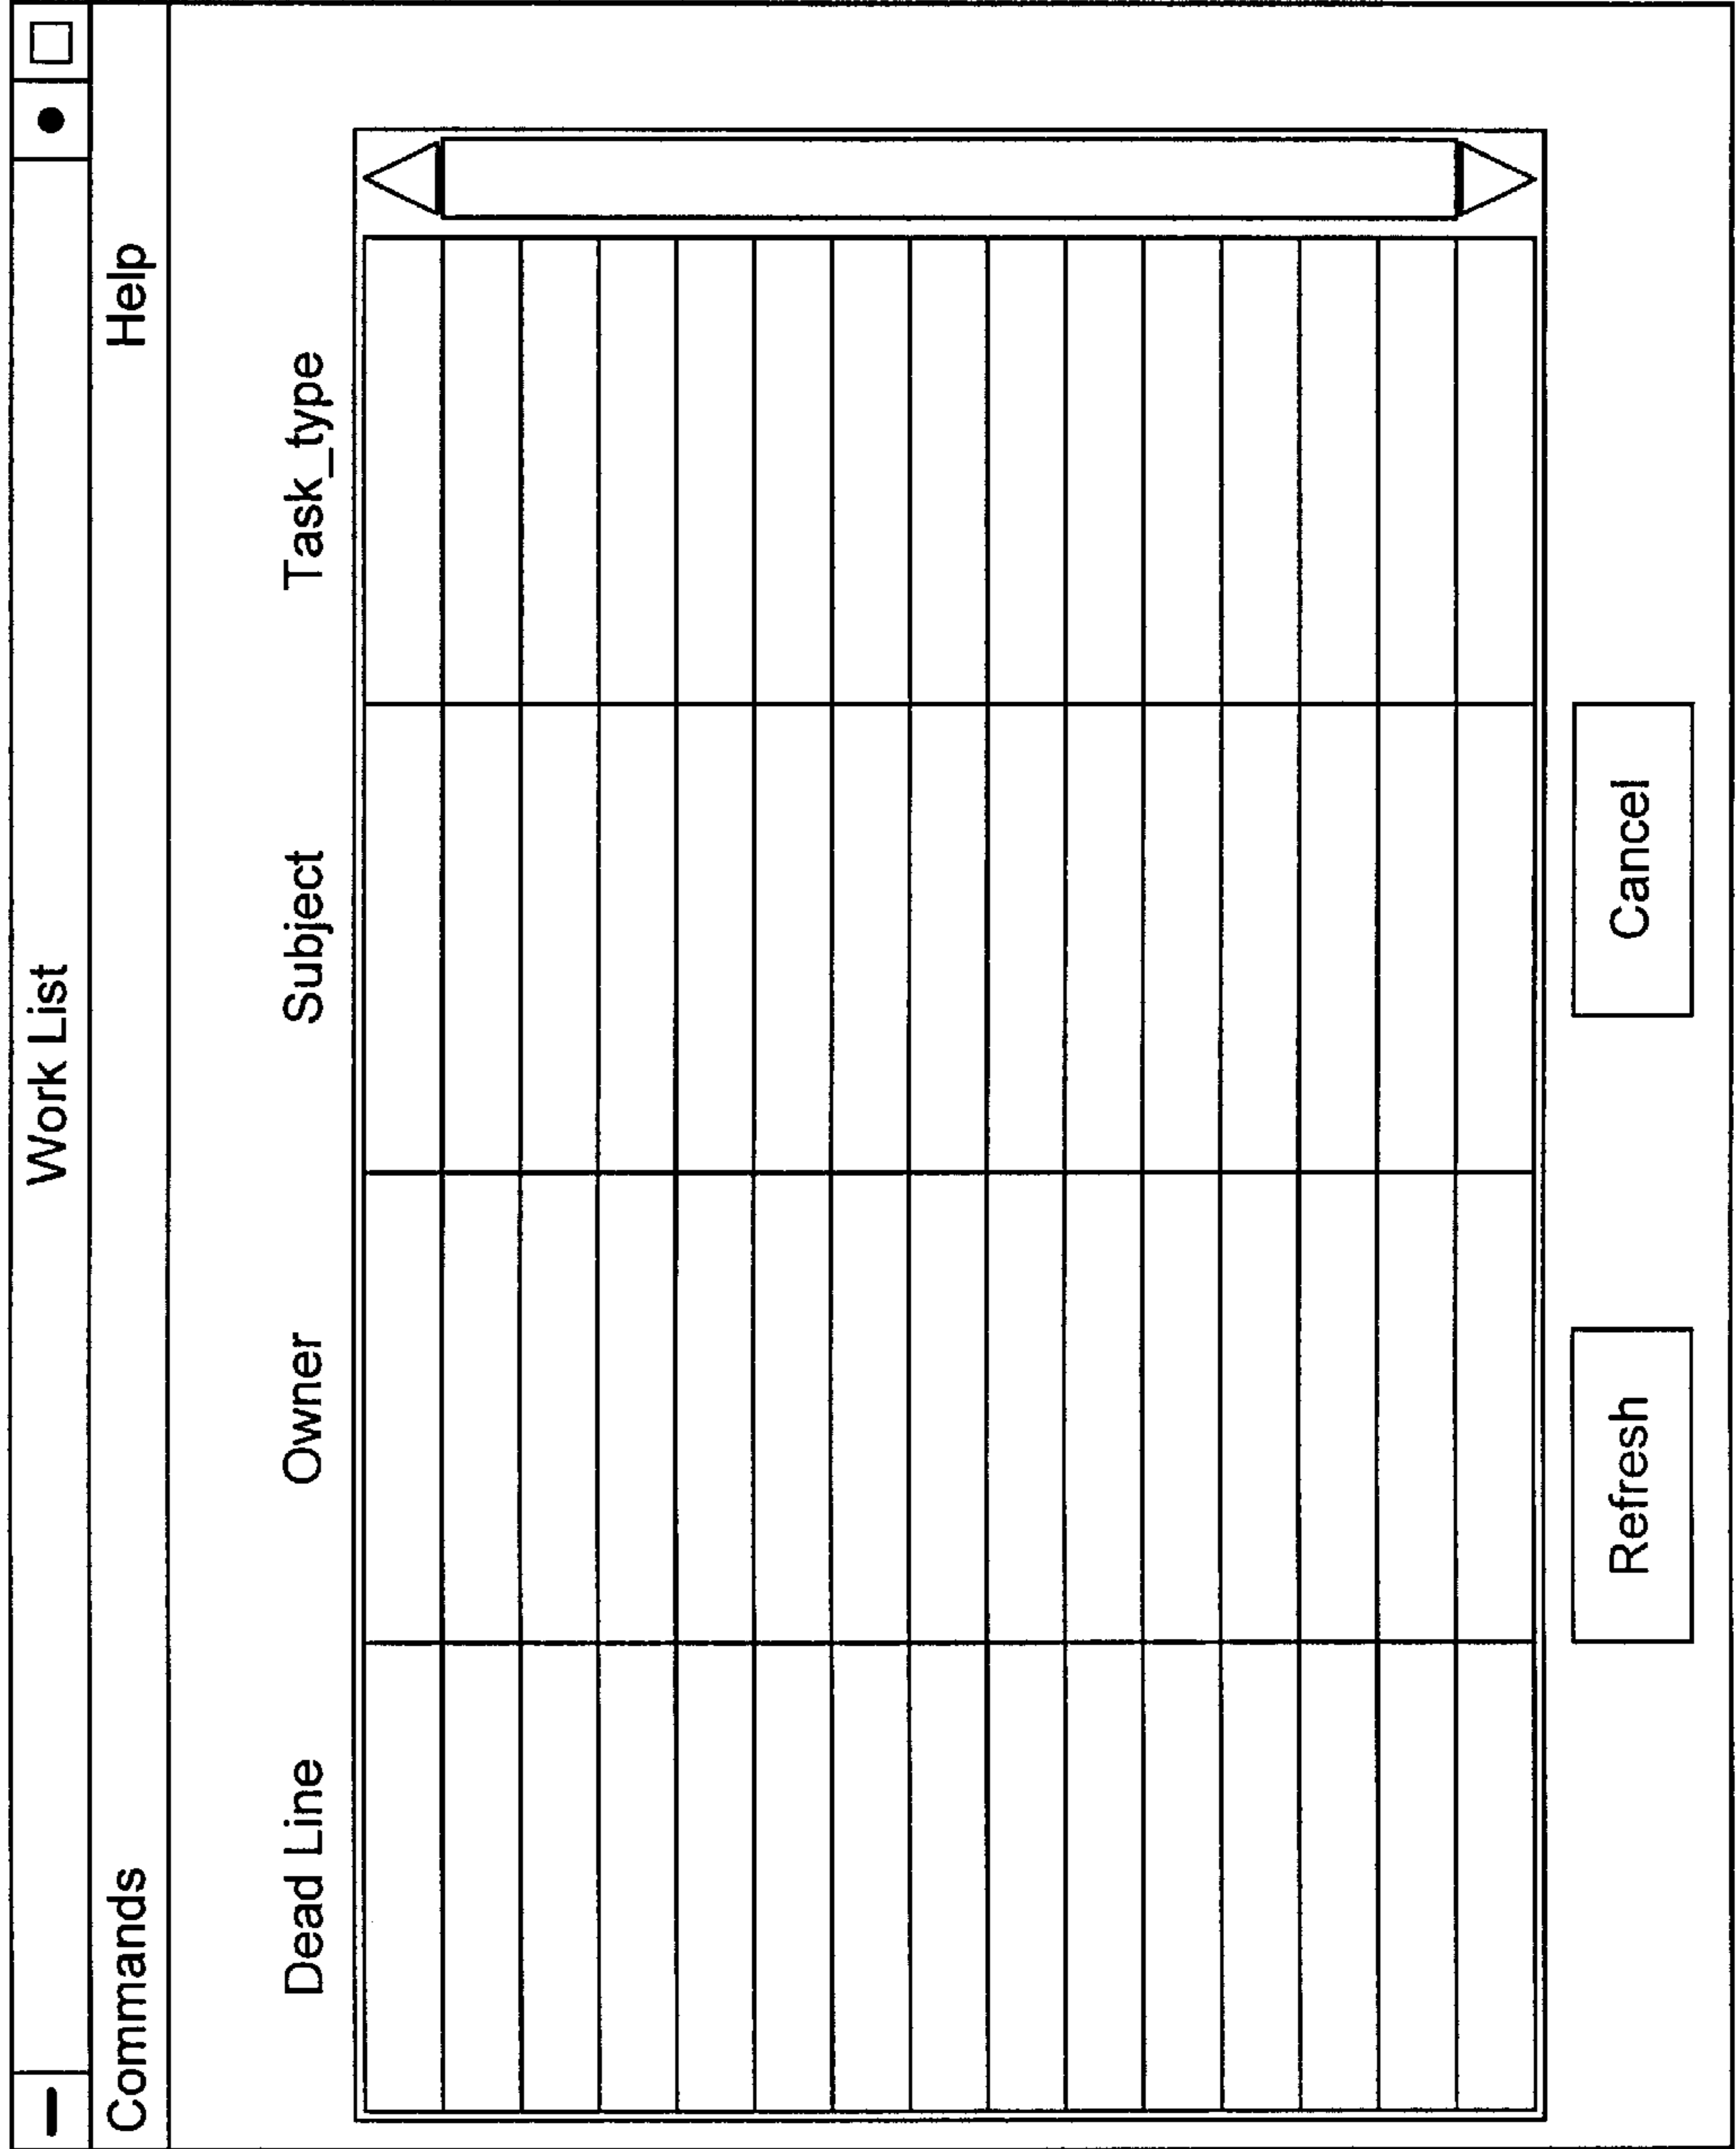 Work List
Commands Help
Dead Line Owner Subject Task_type
Refresh Cancel